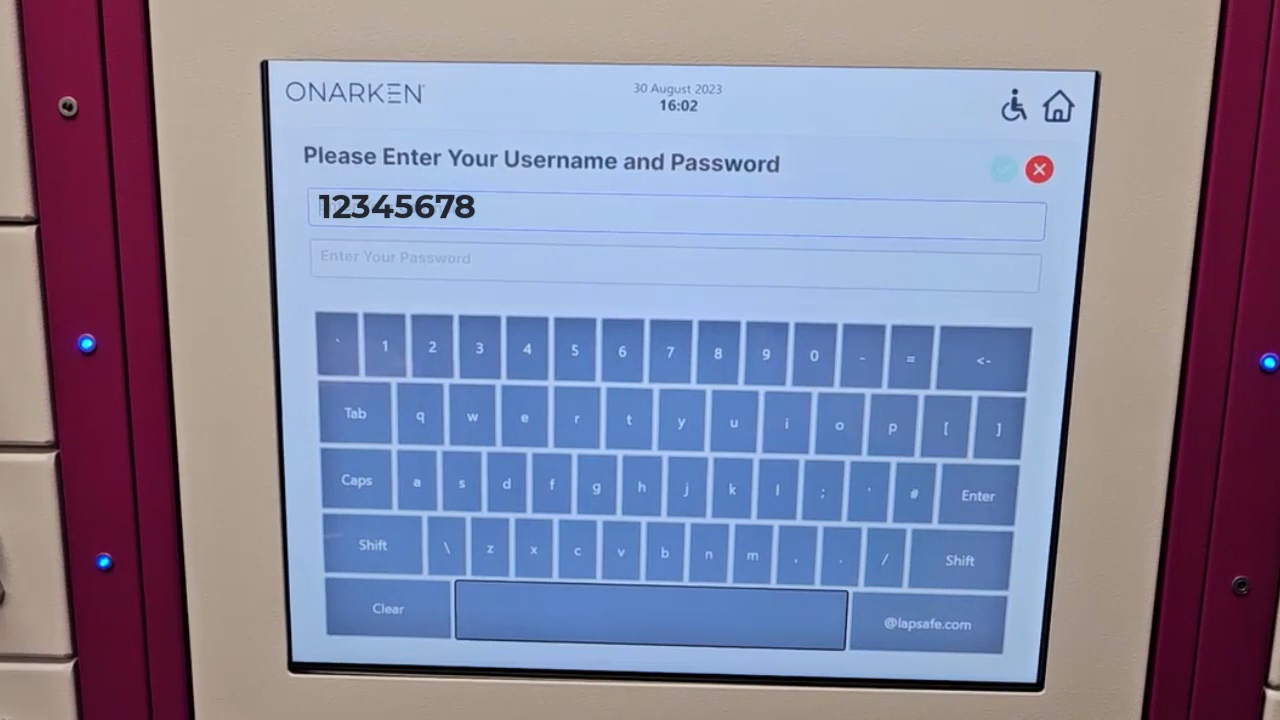 ONARKEN
30 August 2023
16:02
Please Enter Your Username and Password
12345678
Enter Your Password
` 1 2 3 4 5 6 7 8 9 0 - = <-
Tab q w e r t y u i o p [ ]
Caps a s d f g h j k l ; ' # Enter
Shift \ z x c v b n m , . / Shift
Clear @lapsafe.com